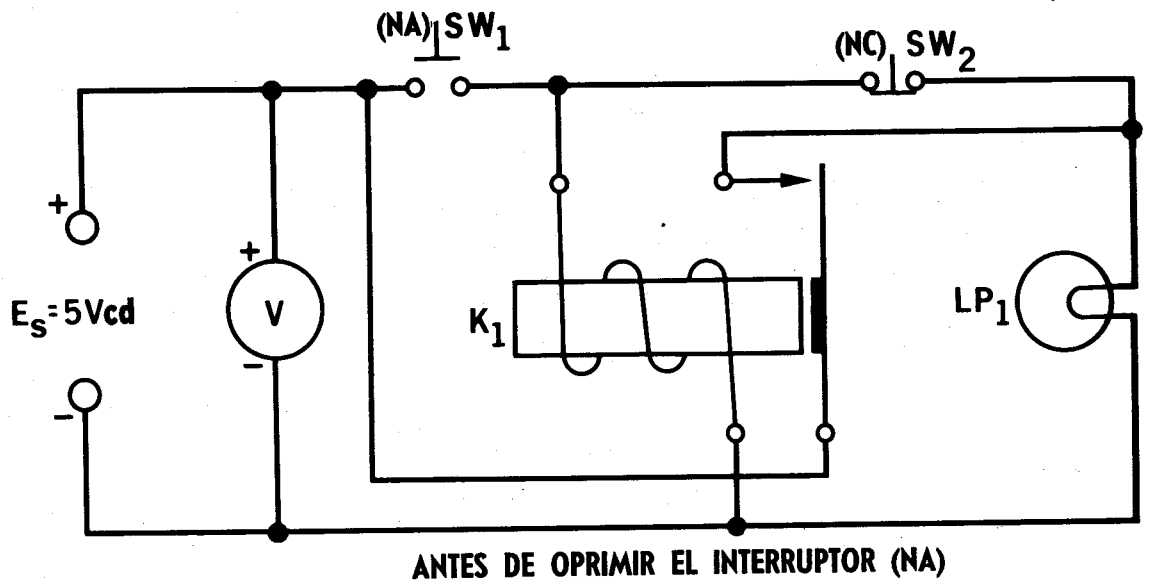 (NA) SW1
(NC) SW2
+
+
Es=5Vcd
V
K1
LP1
−
−
ANTES DE OPRIMIR EL INTERRUPTOR (NA)